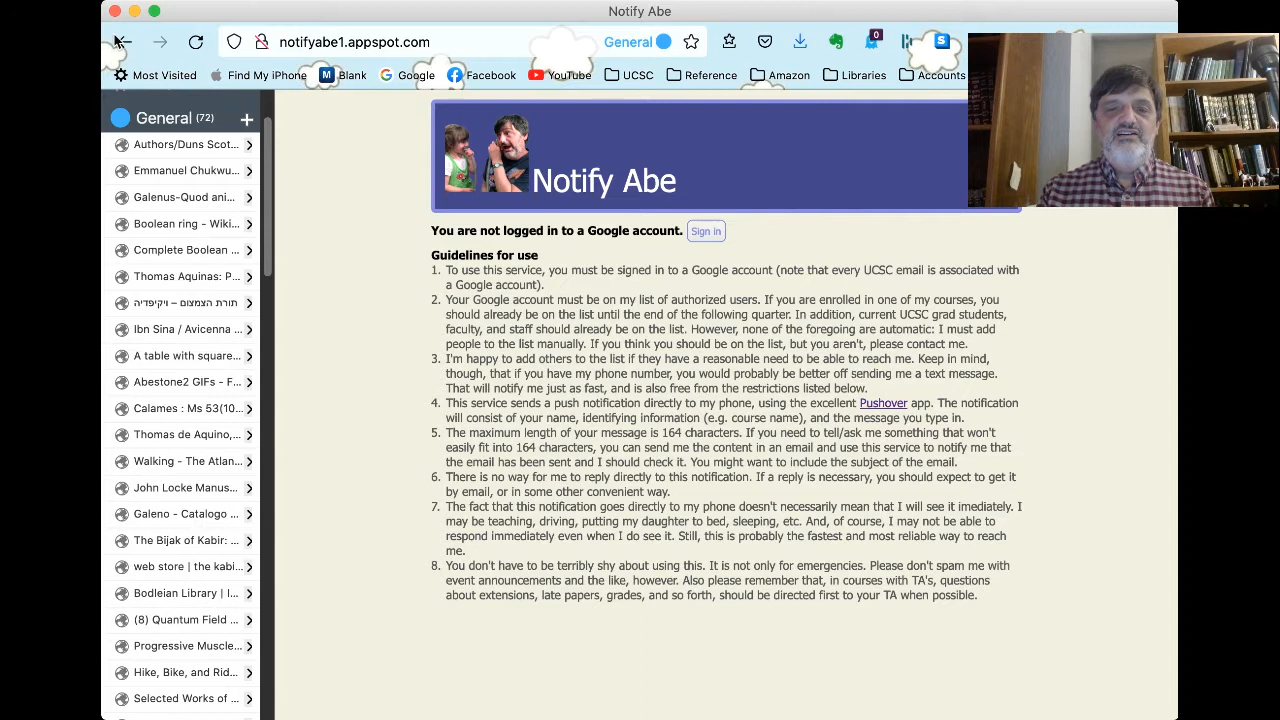 Notify Abe
notifyabe1.appspot.com
General
0
S
Most Visited
Find My iPhone
M Blank
G Google
Facebook
YouTube
UCSC
Reference
Amazon
Libraries
Accounts
General (72)
+
Authors/Duns Scot...
Emmanuel Chukwu...
Galenus-Quod ani...
Boolean ring - Wiki...
Complete Boolean ...
Thomas Aquinas: P...
תורת הצמצום – ויקיפדיה
Ibn Sina / Avicenna ...
A table with square...
Abestone2 GIFs - F...
Calames : Ms 53(10...
Thomas de Aquino,...
Walking - The Atlan...
John Locke Manus...
Galeno - Catalogo ...
The Bijak of Kabir: ...
web store | the kabi...
Bodleian Library | I...
(8) Quantum Field ...
Progressive Muscle...
Hike, Bike, and Rid...
Selected Works of ...
Notify Abe
You are not logged in to a Google account. Sign in
Guidelines for use
1. To use this service, you must be signed in to a Google account (note that every UCSC email is associated with
a Google account).
2. Your Google account must be on my list of authorized users. If you are enrolled in one of my courses, you
should already be on the list until the end of the following quarter. In addition, current UCSC grad students,
faculty, and staff should already be on the list. However, none of the foregoing are automatic: I must add
people to the list manually. If you think you should be on the list, but you aren't, please contact me.
3. I'm happy to add others to the list if they have a reasonable need to be able to reach me. Keep in mind,
though, that if you have my phone number, you would probably be better off sending me a text message.
That will notify me just as fast, and is also free from the restrictions listed below.
4. This service sends a push notification directly to my phone, using the excellent Pushover app. The notification
will consist of your name, identifying information (e.g. course name), and the message you type in.
5. The maximum length of your message is 164 characters. If you need to tell/ask me something that won't
easily fit into 164 characters, you can send me the content in an email and use this service to notify me that
the email has been sent and I should check it. You might want to include the subject of the email.
6. There is no way for me to reply directly to this notification. If a reply is necessary, you should expect to get it
by email, or in some other convenient way.
7. The fact that this notification goes directly to my phone doesn't necessarily mean that I will see it imediately. I
may be teaching, driving, putting my daughter to bed, sleeping, etc. And, of course, I may not be able to
respond immediately even when I do see it. Still, this is probably the fastest and most reliable way to reach
me.
8. You don't have to be terribly shy about using this. It is not only for emergencies. Please don't spam me with
event announcements and the like, however. Also please remember that, in courses with TA's, questions
about extensions, late papers, grades, and so forth, should be directed first to your TA when possible.